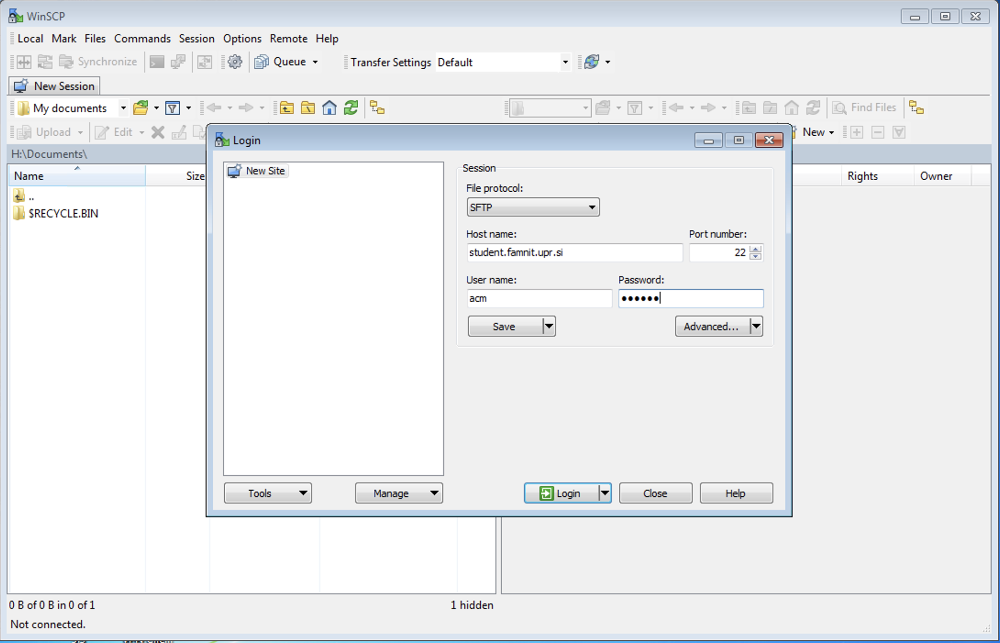 WinSCP
Local Mark Files Commands Session Options Remote Help
Synchronize Queue Transfer Settings Default
New Session
My documents Find Files
Upload Edit New
H:\Documents\
Name Size Rights Owner
..
$RECYCLE.BIN
Login
New Site
Session
File protocol:
SFTP
Host name: Port number:
student.famnit.upr.si 22
User name: Password:
acm ••••••
Save Advanced...
Tools Manage Login Close Help
0 B of 0 B in 0 of 1 1 hidden
Not connected.